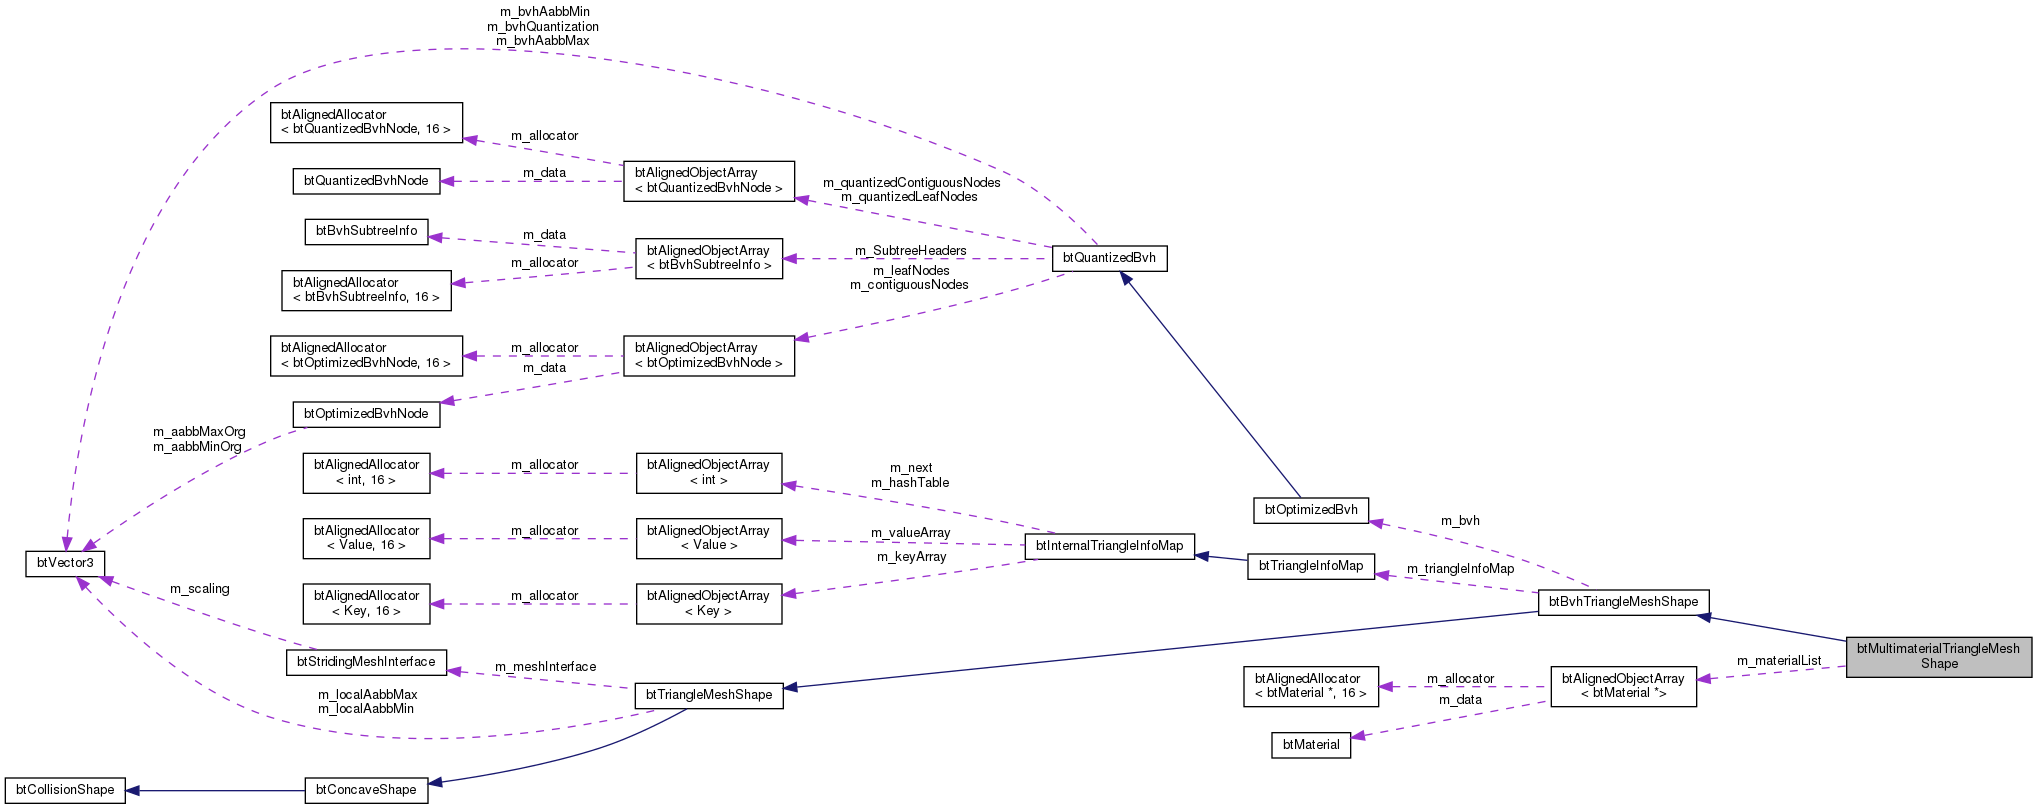 m_bvhAabbMin
m_bvhQuantization
m_bvhAabbMax
btAlignedAllocator
< btQuantizedBvhNode, 16 >
m_allocator
btQuantizedBvhNode
m_data
btAlignedObjectArray
< btQuantizedBvhNode >
m_quantizedContiguousNodes
m_quantizedLeafNodes
btBvhSubtreeInfo
m_data
btAlignedObjectArray
< btBvhSubtreeInfo >
m_SubtreeHeaders
btQuantizedBvh
m_allocator
btAlignedAllocator
< btBvhSubtreeInfo, 16 >
m_leafNodes
m_contiguousNodes
btAlignedAllocator
< btOptimizedBvhNode, 16 >
m_allocator
m_data
btAlignedObjectArray
< btOptimizedBvhNode >
btOptimizedBvhNode
m_aabbMaxOrg
m_aabbMinOrg
btAlignedAllocator
< int, 16 >
m_allocator
btAlignedObjectArray
< int >
m_next
m_hashTable
btOptimizedBvh
m_bvh
btAlignedAllocator
< Value, 16 >
m_allocator
btAlignedObjectArray
< Value >
m_valueArray
btInternalTriangleInfoMap
m_keyArray
btTriangleInfoMap
m_triangleInfoMap
btVector3
m_scaling
btAlignedAllocator
< Key, 16 >
m_allocator
btAlignedObjectArray
< Key >
btBvhTriangleMeshShape
btStridingMeshInterface
m_meshInterface
btMultimaterialTriangleMesh
Shape
m_materialList
m_localAabbMax
m_localAabbMin
btTriangleMeshShape
btAlignedAllocator
< btMaterial *, 16 >
m_allocator
m_data
btAlignedObjectArray
< btMaterial *>
btMaterial
btCollisionShape
btConcaveShape